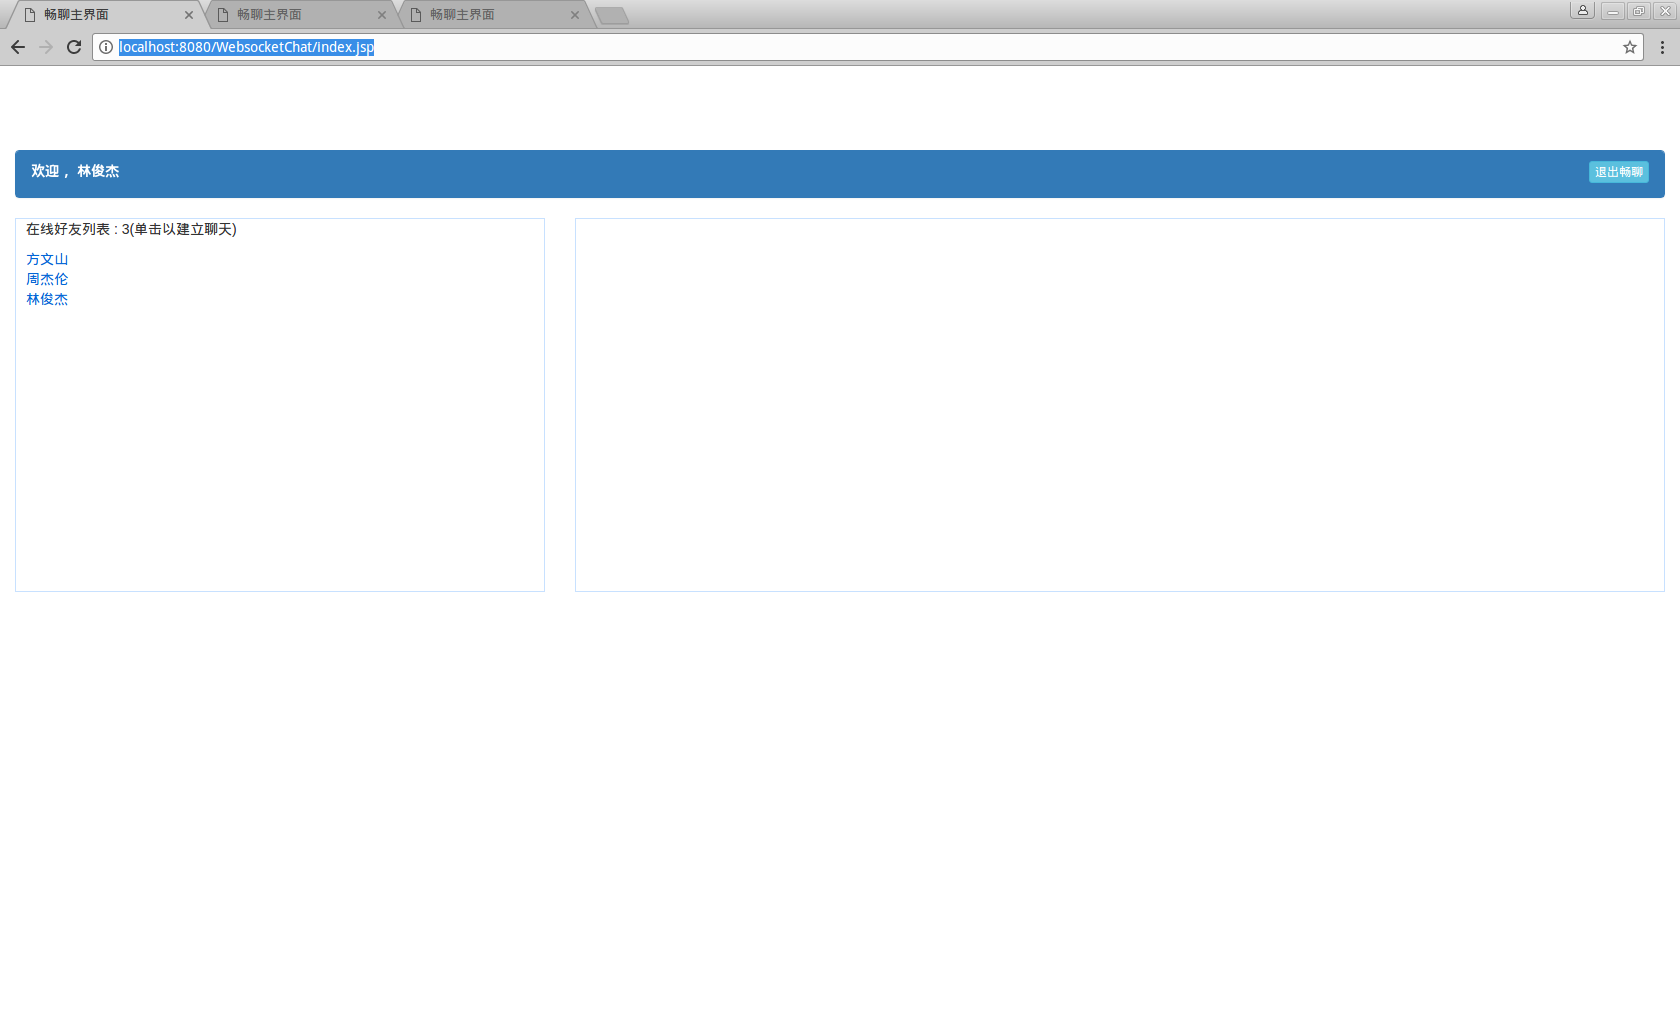 畅聊主界面
畅聊主界面
畅聊主界面
localhost:8080/WebsocketChat/Index.jsp
欢迎 ， 林俊杰
退出畅聊
在线好友列表 : 3(单击以建立聊天)
方文山
周杰伦
林俊杰